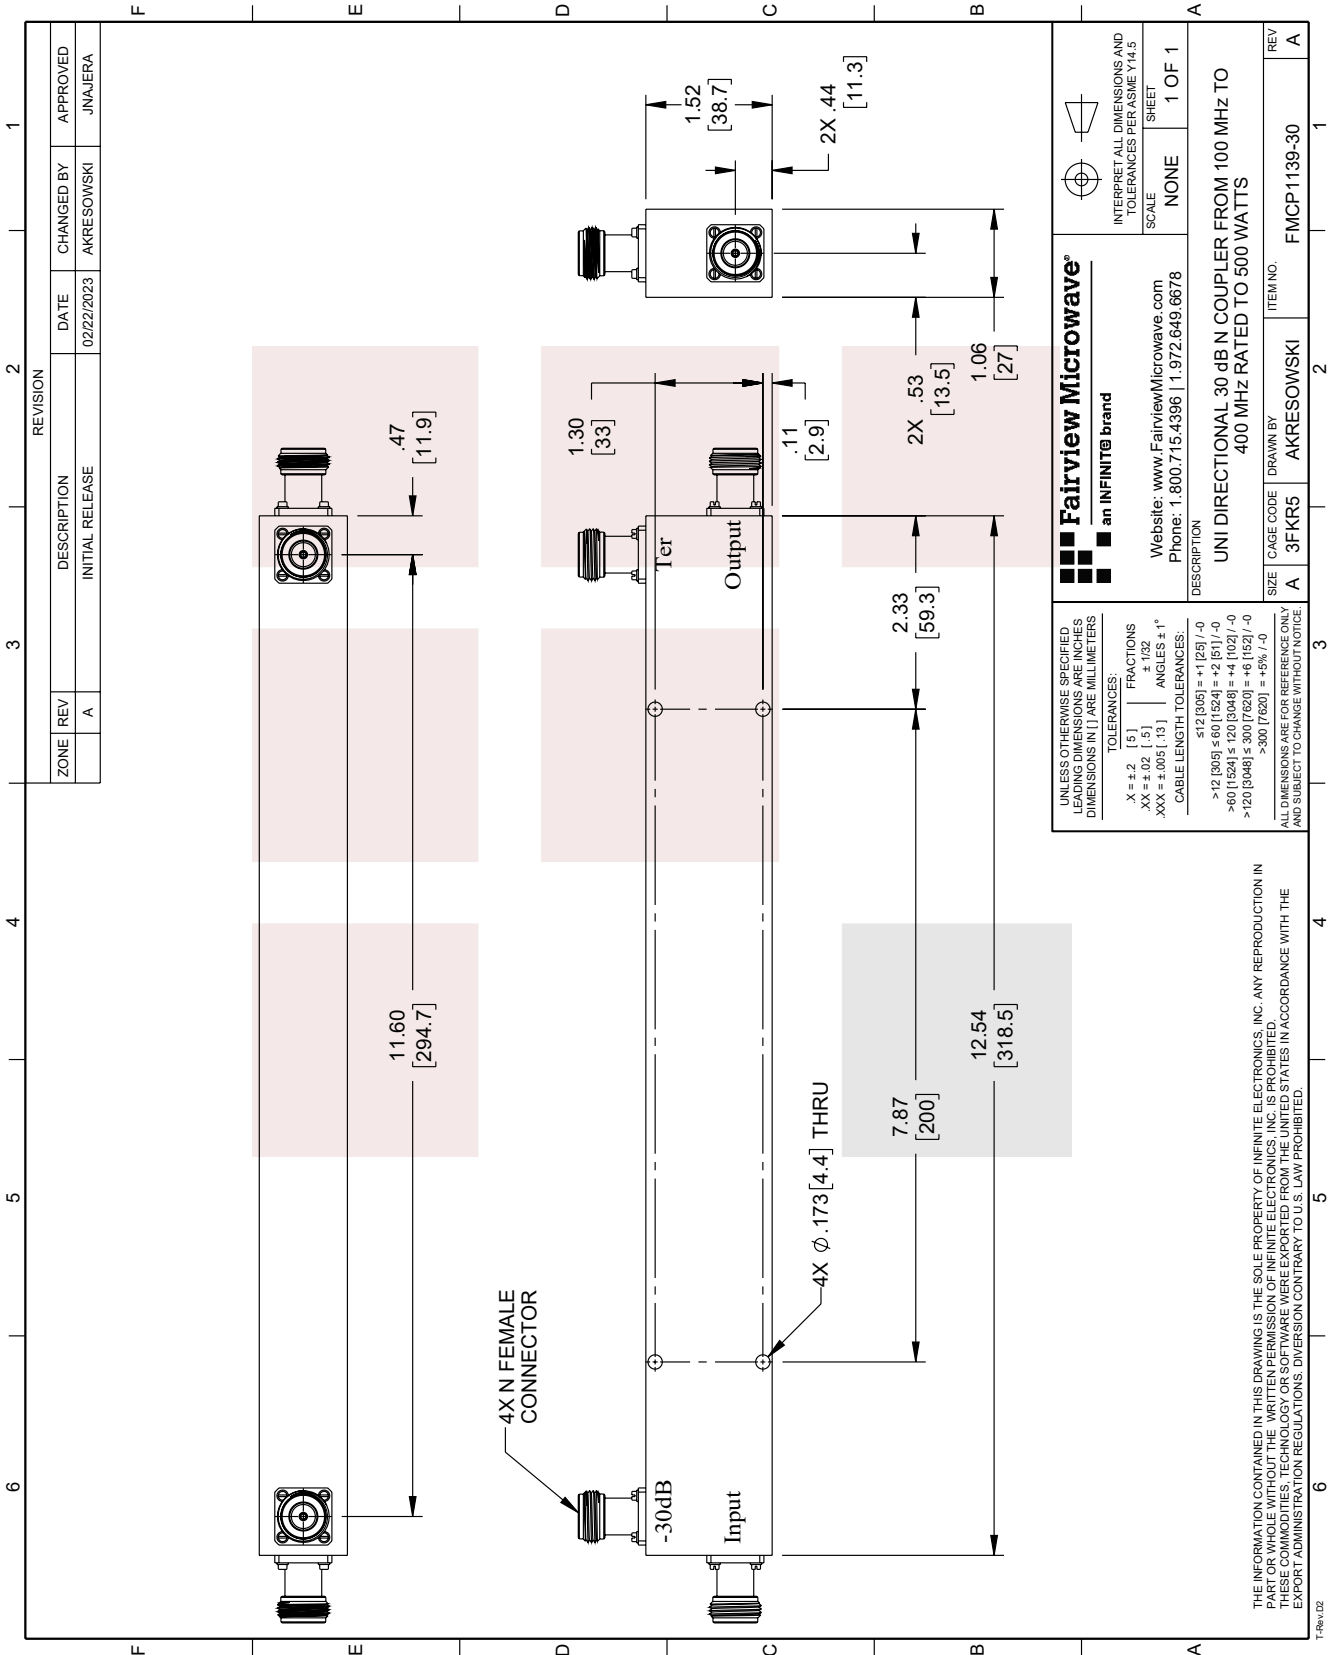 REVISION
ZONE REV DESCRIPTION DATE CHANGED BY APPROVED
A INITIAL RELEASE 02/22/2023 AKRESOWSKI JNAJERA
6 5 4 3 2 1
F
E
D
C
B
A
11.60
[294.7]
.47
[11.9]
4X N FEMALE
CONNECTOR
-30dB
Input
Ter
Output
1.30
[33]
.11
[2.9]
1.52
[38.7]
2X .44
[11.3]
4X Ø .173 [4.4] THRU
7.87
[200]
2.33
[59.3]
2X .53
[13.5]
12.54
[318.5]
1.06
[27]
UNLESS OTHERWISE SPECIFIED
LEADING DIMENSIONS ARE INCHES
DIMENSIONS IN [ ] ARE MILLIMETERS
TOLERANCES:
.X = ±.2 [5] FRACTIONS
.XX = ±.02 [.5] ± 1/32
.XXX = ±.005 [.13] ANGLES ± 1°
CABLE LENGTH TOLERANCES:
≤12 [305] = +1 [25] / -0
>12 [305] ≤ 60 [1524] = +2 [51] / -0
>60 [1524] ≤ 120 [3048] = +4 [102] / -0
>120 [3048] ≤ 300 [7620] = +6 [152] / -0
>300 [7620] = +5% / -0
ALL DIMENSIONS ARE FOR REFERENCE ONLY
AND SUBJECT TO CHANGE WITHOUT NOTICE.
Fairview Microwave®
an INFINIT@ brand
Website: www.FairviewMicrowave.com
Phone: 1.800.715.4396 | 1.972.649.6678
INTERPRET ALL DIMENSIONS AND
TOLERANCES PER ASME Y14.5
SCALE NONE
SHEET 1 OF 1
DESCRIPTION
UNI DIRECTIONAL 30 dB N COUPLER FROM 100 MHz TO
400 MHz RATED TO 500 WATTS
SIZE A
CAGE CODE 3FKR5
DRAWN BY AKRESOWSKI
ITEM NO. FMCP1139-30
REV A
THE INFORMATION CONTAINED IN THIS DRAWING IS THE SOLE PROPERTY OF INFINITE ELECTRONICS, INC. ANY REPRODUCTION IN
PART OR WHOLE WITHOUT THE WRITTEN PERMISSION OF INFINITE ELECTRONICS, INC. IS PROHIBITED.
THESE COMMODITIES, TECHNOLOGY OR SOFTWARE WERE EXPORTED FROM THE UNITED STATES IN ACCORDANCE WITH THE
EXPORT ADMINISTRATION REGULATIONS. DIVERSION CONTRARY TO U.S. LAW PROHIBITED.
6 5 4 3 2 1
F
E
D
C
B
A
T-Rev.D2